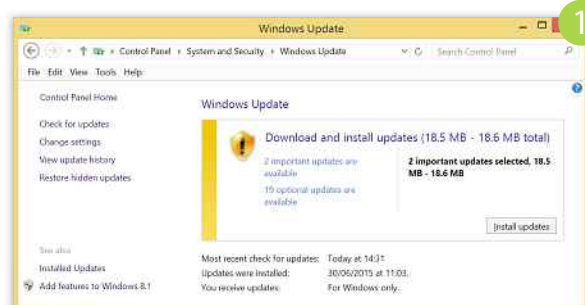 1
Windows Update
Control Panel System and Security Windows Update Search Control Panel
File Edit View Tools Help
Control Panel Home
Check for updates
Change settings
View update history
Restore hidden updates
See also
Installed Updates
Add features to Windows 8.1
Windows Update
Download and install updates (18.5 MB - 18.6 MB total)
2 important updates are
available
19 optional updates are
available
2 important updates selected, 18.5
MB - 18.6 MB
Install updates
Most recent check for updates: Today at 14:31
Updates were installed: 30/06/2015 at 11:03.
You receive updates: For Windows only.